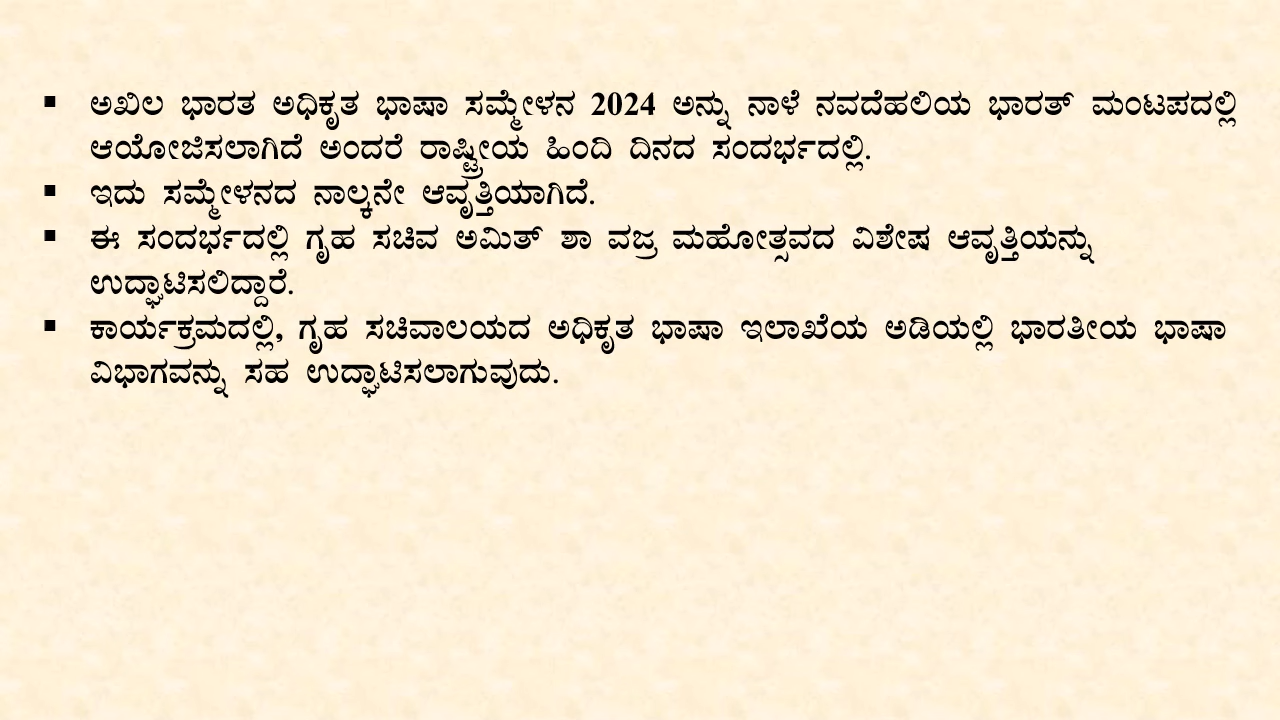 ▪ ಅಖಿಲ ಭಾರತ ಅಧಿಕೃತ ಭಾಷಾ ಸಮ್ಮೇಳನ 2024 ಅನ್ನು ನಾಳೆ ನವದೆಹಲಿಯ ಭಾರತ್ ಮಂಟಪದಲ್ಲಿ
ಆಯೋಜಿಸಲಾಗಿದೆ ಅಂದರೆ ರಾಷ್ಟ್ರೀಯ ಹಿಂದಿ ದಿನದ ಸಂದರ್ಭದಲ್ಲಿ.
▪ ಇದು ಸಮ್ಮೇಳನದ ನಾಲ್ಕನೇ ಆವೃತ್ತಿಯಾಗಿದೆ.
▪ ಈ ಸಂದರ್ಭದಲ್ಲಿ ಗೃಹ ಸಚಿವ ಅಮಿತ್ ಶಾ ವಜ್ರ ಮಹೋತ್ಸವದ ವಿಶೇಷ ಆವೃತ್ತಿಯನ್ನು
ಉದ್ಘಾಟಿಸಲಿದ್ದಾರೆ.
▪ ಕಾರ್ಯಕ್ರಮದಲ್ಲಿ, ಗೃಹ ಸಚಿವಾಲಯದ ಅಧಿಕೃತ ಭಾಷಾ ಇಲಾಖೆಯ ಅಡಿಯಲ್ಲಿ ಭಾರತೀಯ ಭಾಷಾ
ವಿಭಾಗವನ್ನು ಸಹ ಉದ್ಘಾಟಿಸಲಾಗುವುದು.